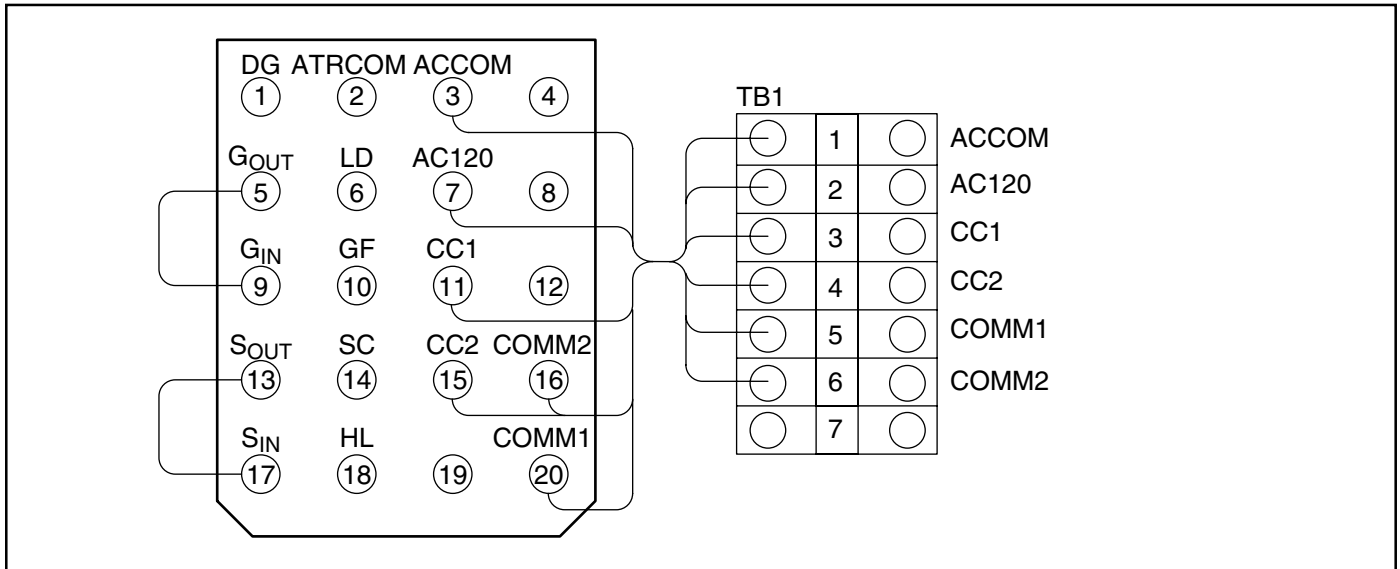 DG ATRCOM ACCOM
1 2 3 4
GOUT LD AC120
5 6 7 8
GIN GF CC1
9 10 11 12
SOUT SC CC2 COMM2
13 14 15 16
SIN HL COMM1
17 18 19 20
TB1
1 ACCOM
2 AC120
3 CC1
4 CC2
5 COMM1
6 COMM2
7